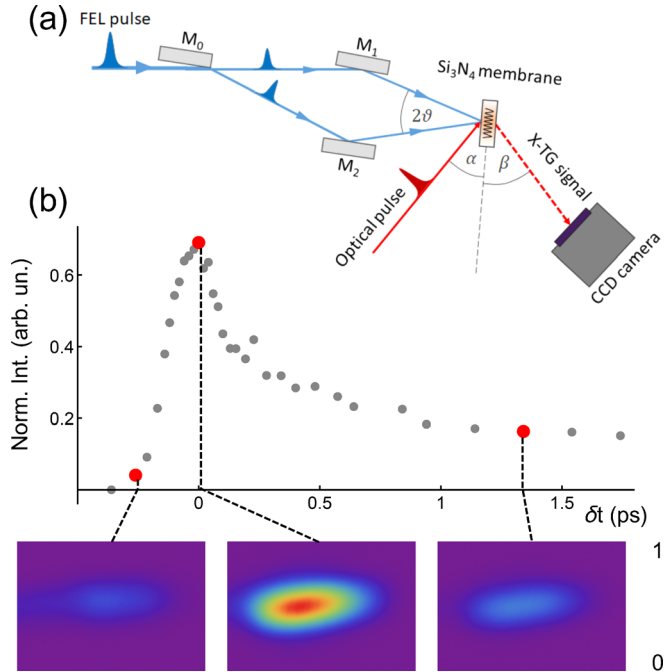 (a)
FEL pulse
M₀
M₁
Si₃N₄ membrane
2ϑ
M₂
α
β
X-TG signal
Optical pulse
CCD camera
(b)
Norm. Int. (arb. un.)
0.6
0.4
0.2
0
0.5
1
1.5
δt (ps)
1
0